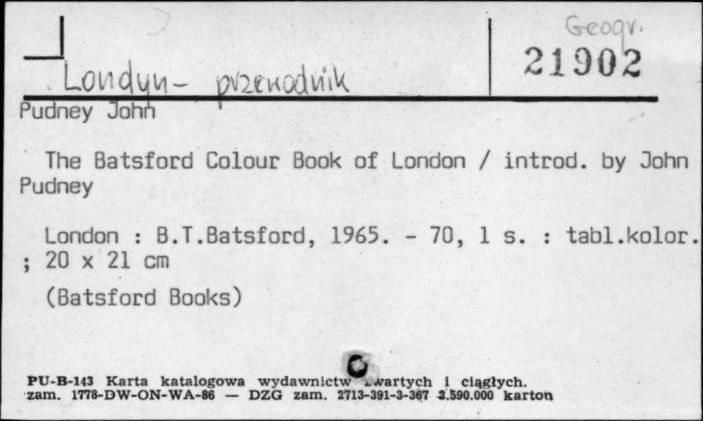 Geogr.
21902
Londyn - przewodnik
Pudney John
The Batsford Colour Book of London / introd. by John
Pudney
London : B.T.Batsford, 1965. - 70, 1 s. : tabl.kolor.
; 20 x 21 cm
(Batsford Books)
PU-B-143 Karta katalogowa wydawnictw zwartych i ciągłych.
zam. 1778-DW-ON-WA-86 — DZG zam. 2713-391-3-367 2.590.000 karton